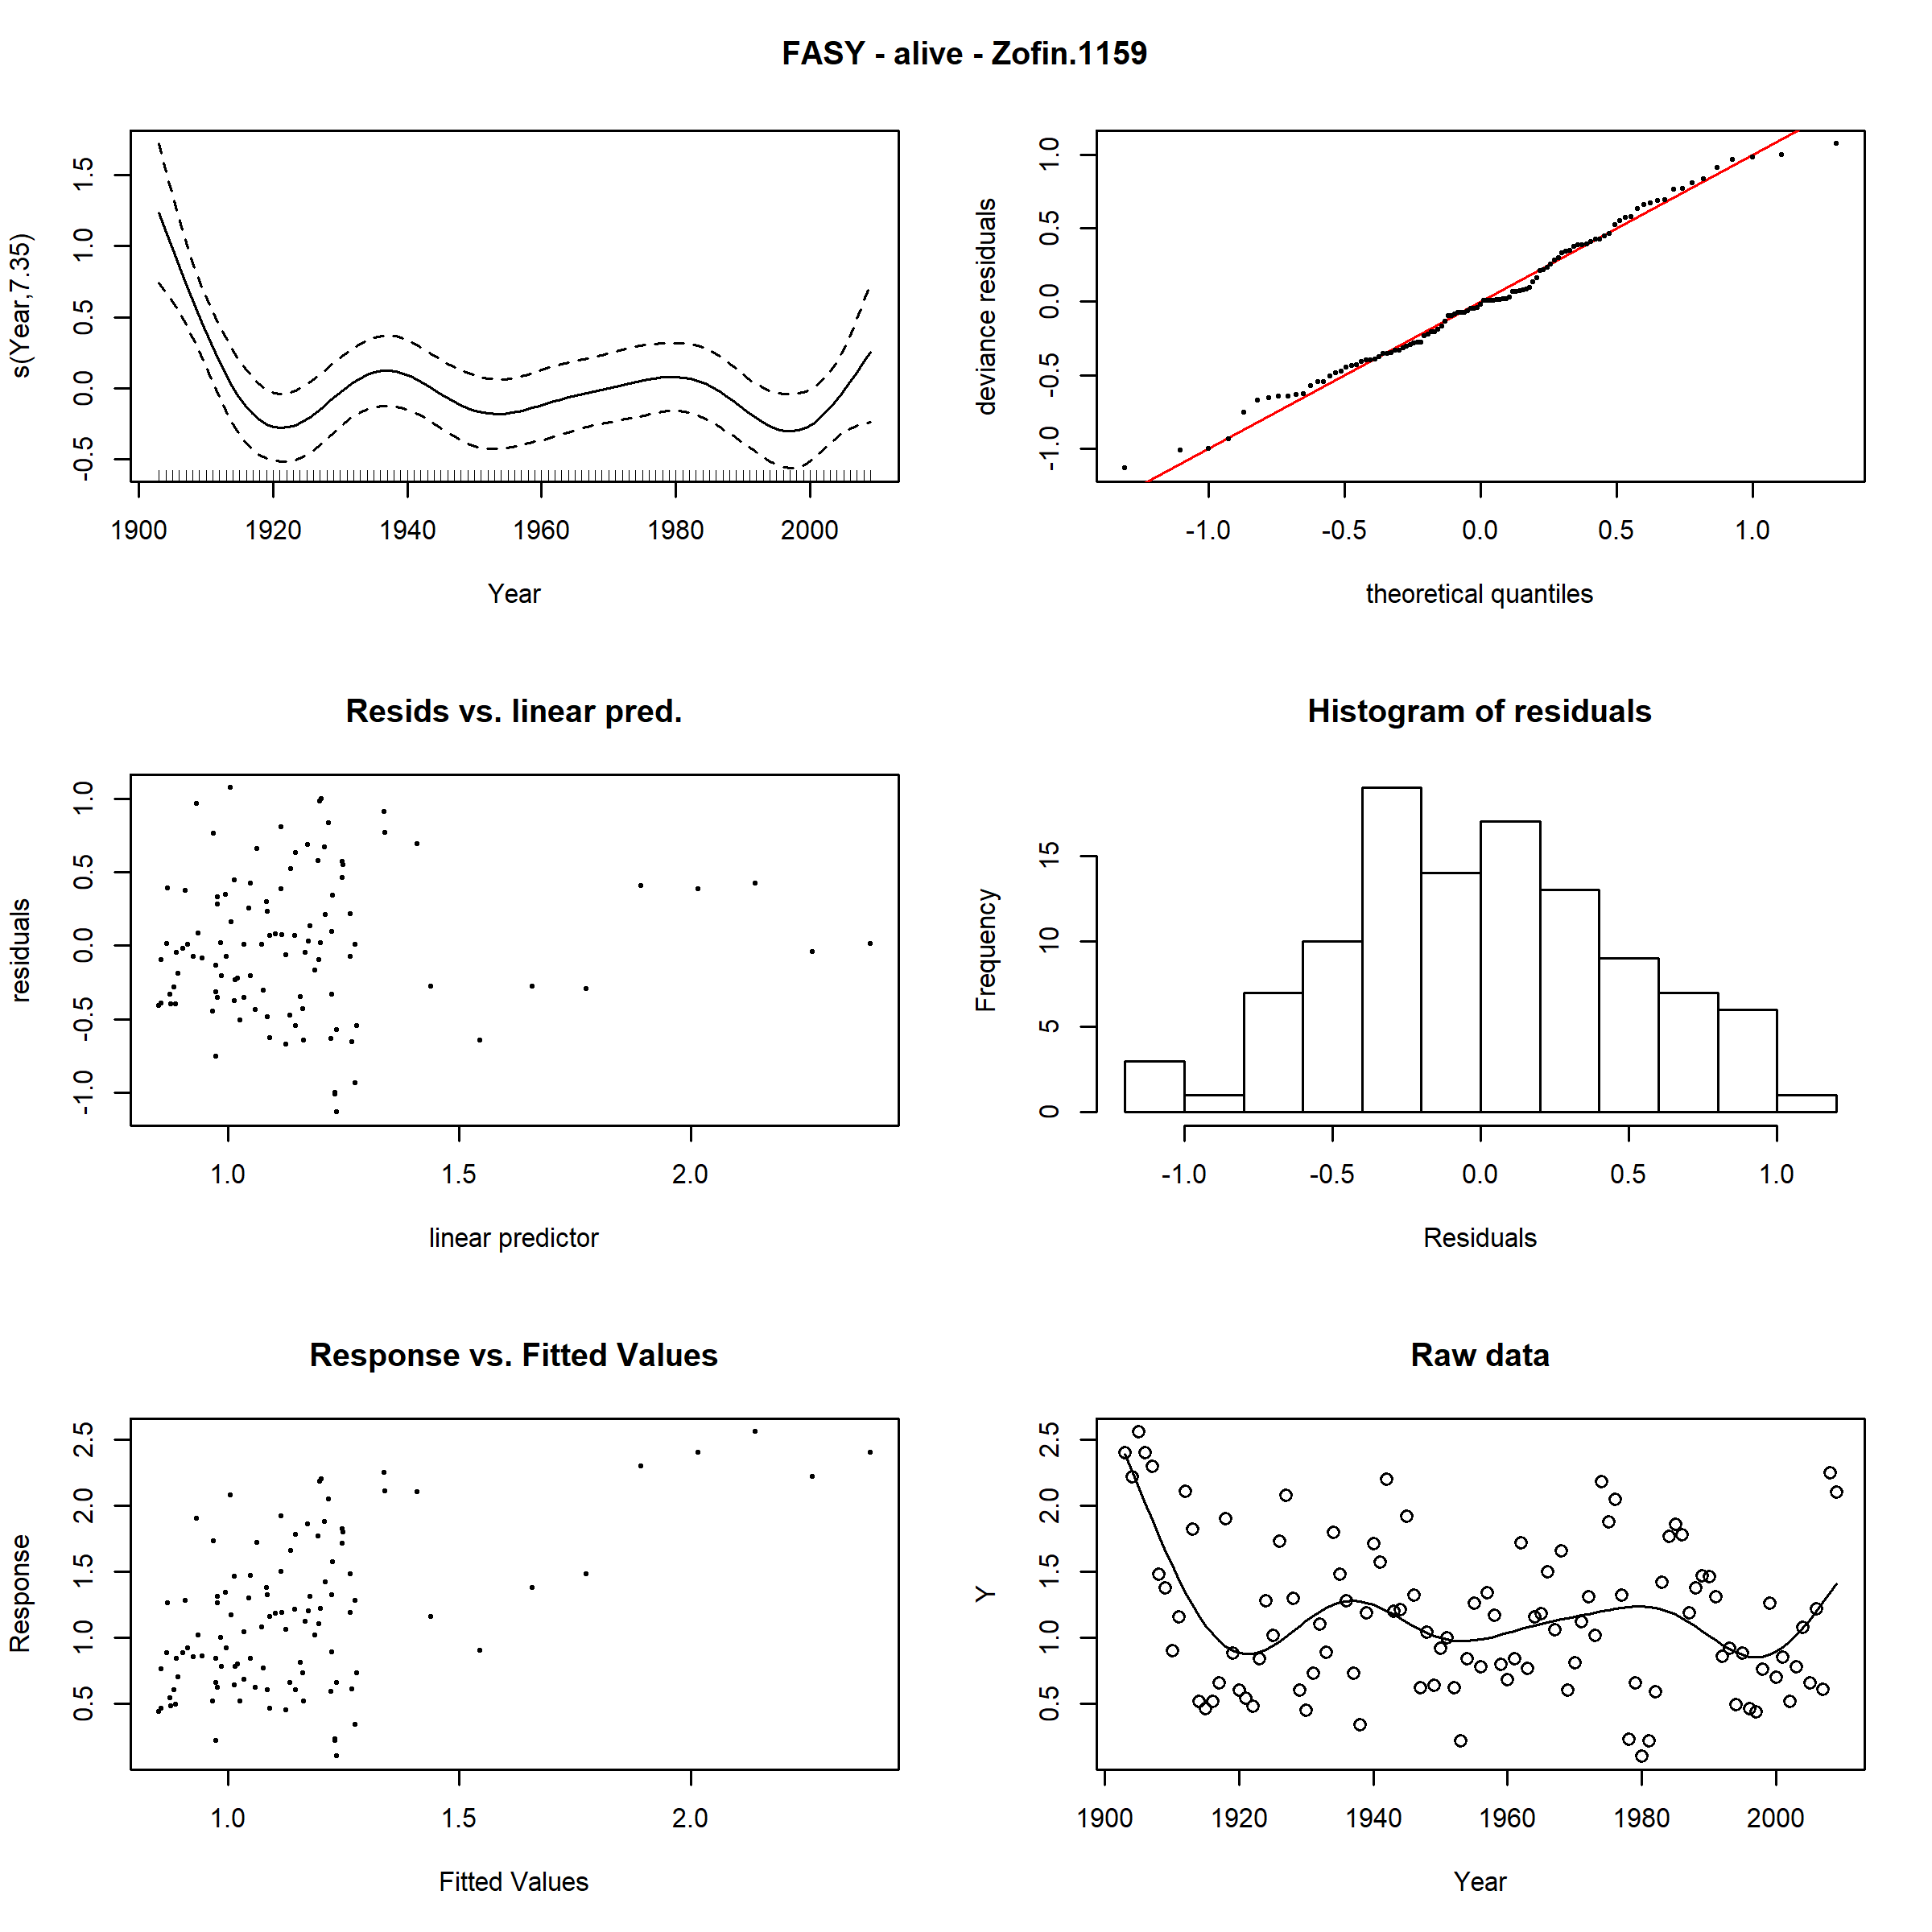 FASY - alive - Zofin.1159
s(Year,7.35)
-0.5 0.0 0.5 1.0 1.5
1900 1920 1940 1960 1980 2000
Year
deviance residuals
-1.0 -0.5 0.0 0.5 1.0
-1.0 -0.5 0.0 0.5 1.0
theoretical quantiles
Resids vs. linear pred.
residuals
-1.0 -0.5 0.0 0.5 1.0
1.0 1.5 2.0
linear predictor
Histogram of residuals
Frequency
0 5 10 15
-1.0 -0.5 0.0 0.5 1.0
Residuals
Response vs. Fitted Values
Response
0.5 1.0 1.5 2.0 2.5
1.0 1.5 2.0
Fitted Values
Raw data
Y
0.5 1.0 1.5 2.0 2.5
1900 1920 1940 1960 1980 2000
Year